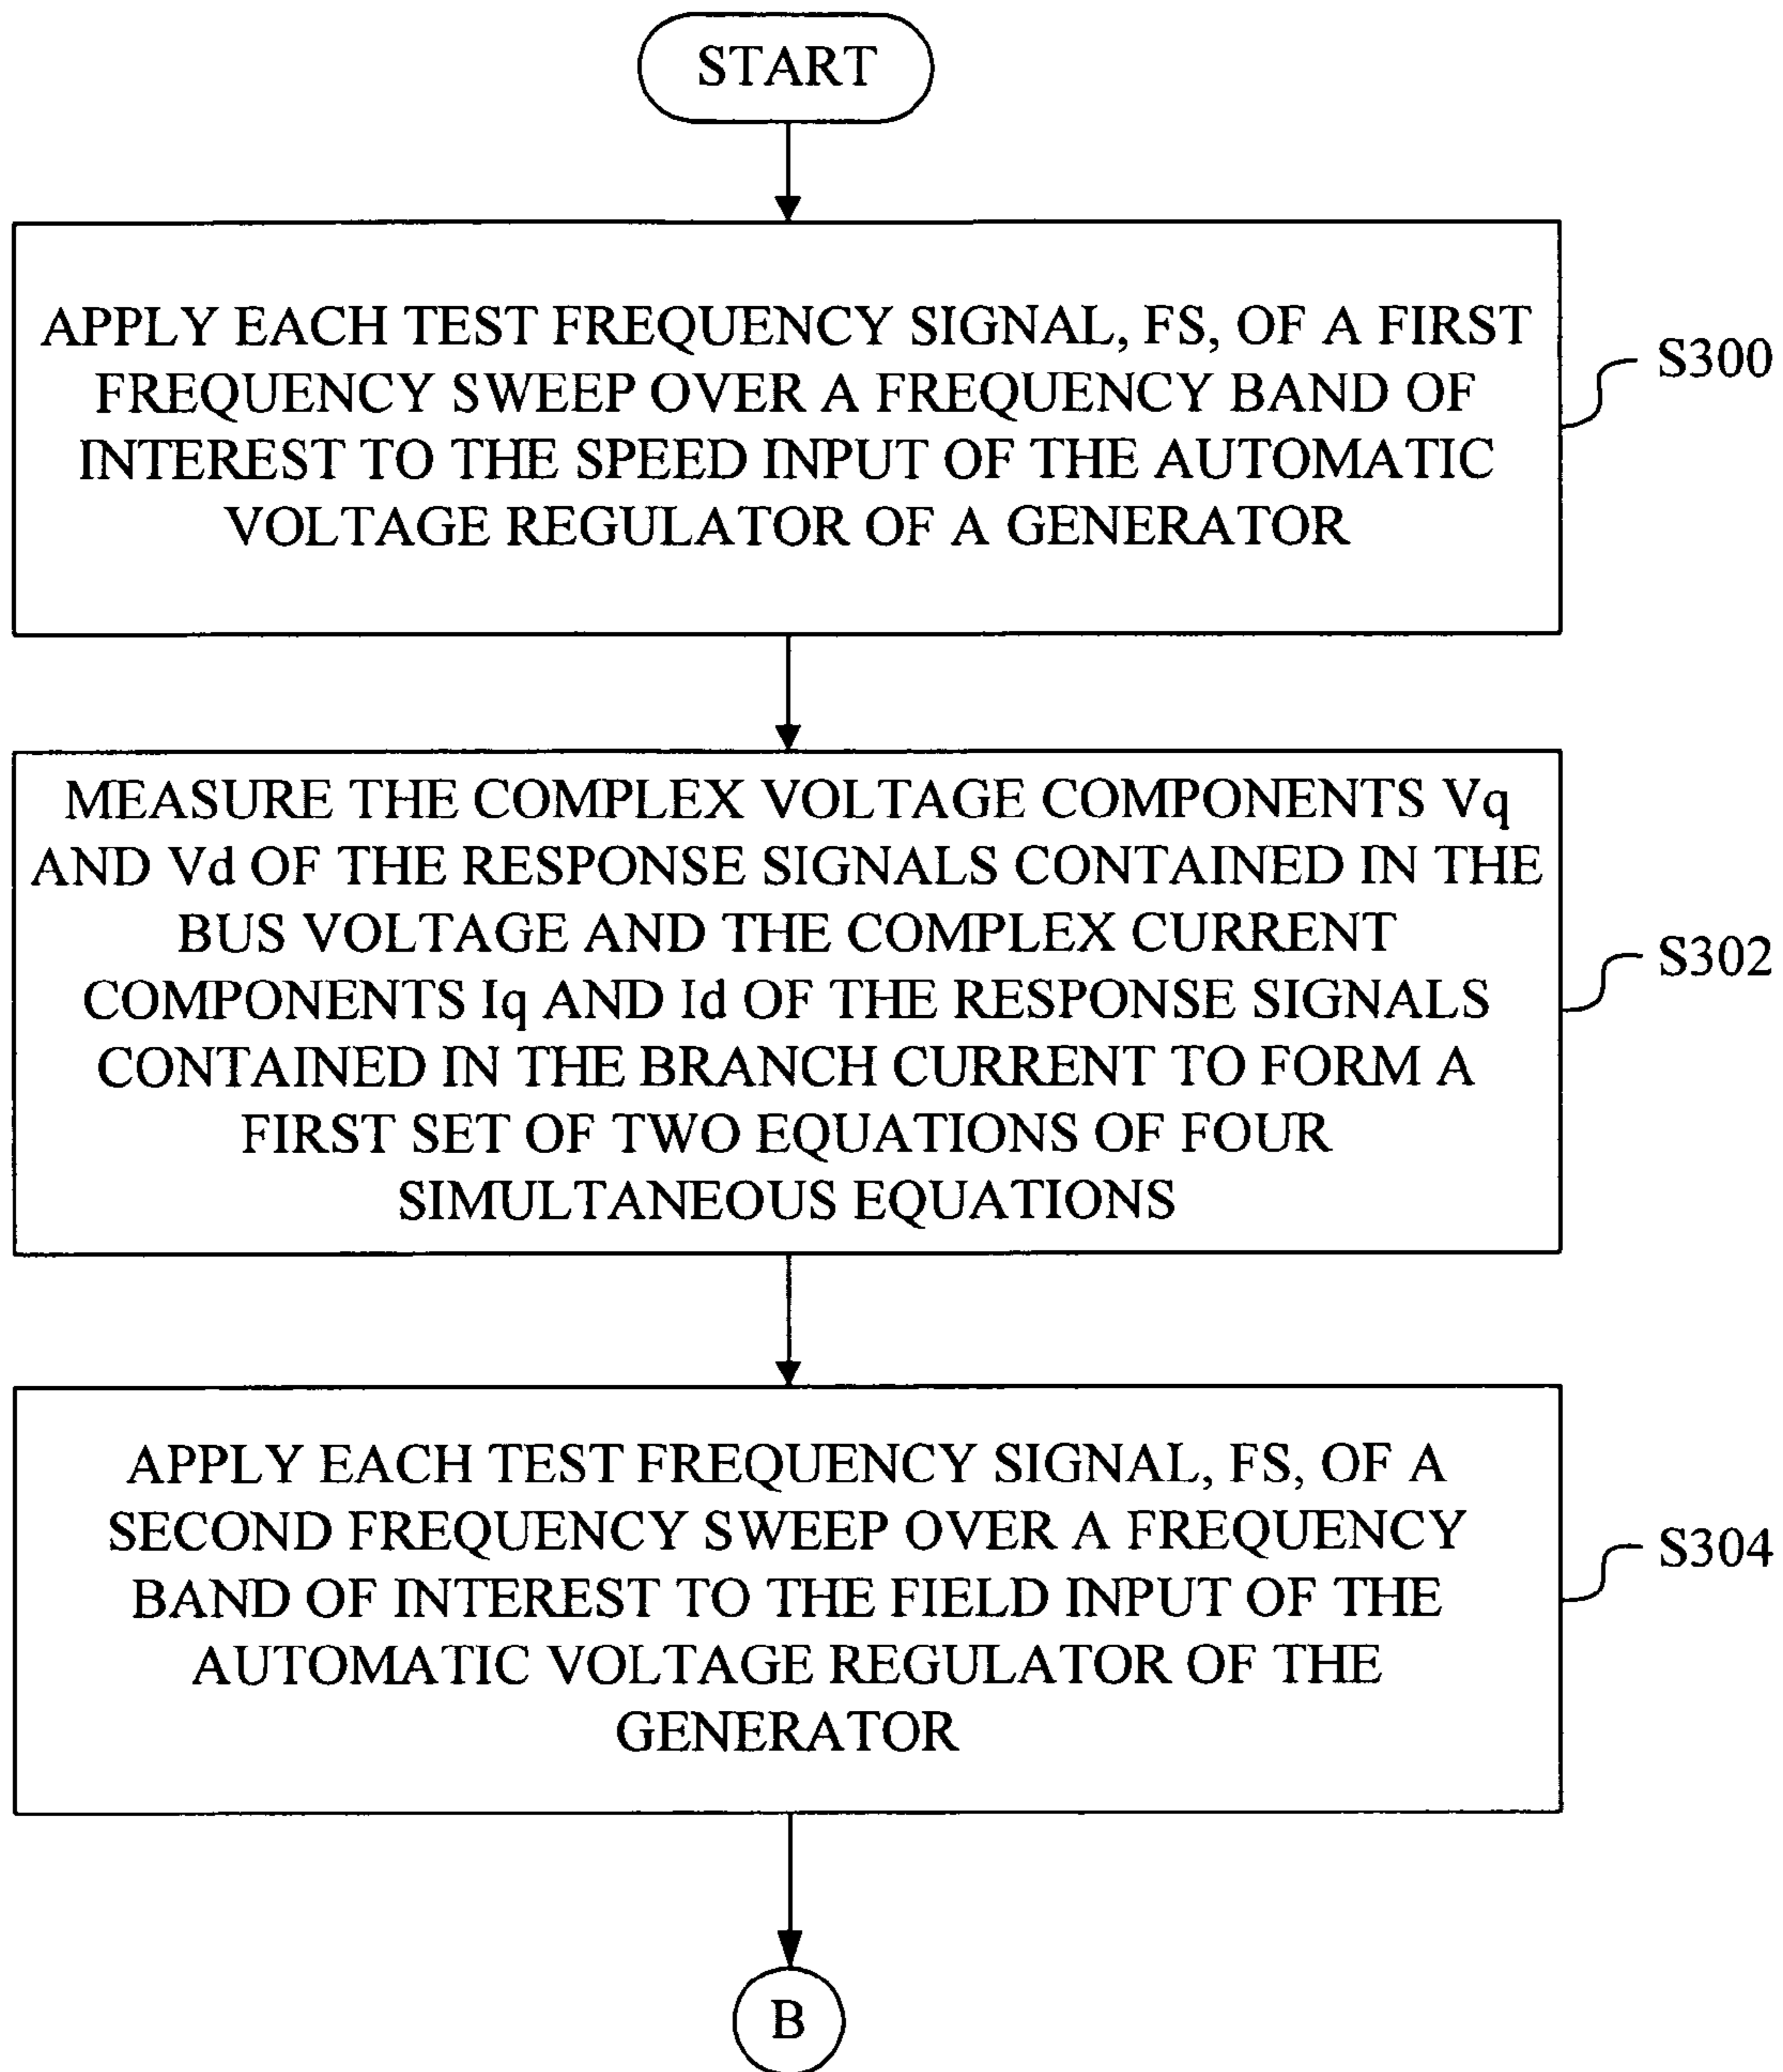 START
APPLY EACH TEST FREQUENCY SIGNAL, FS, OF A FIRST
FREQUENCY SWEEP OVER A FREQUENCY BAND OF
INTEREST TO THE SPEED INPUT OF THE AUTOMATIC
VOLTAGE REGULATOR OF A GENERATOR
S300
MEASURE THE COMPLEX VOLTAGE COMPONENTS Vq
AND Vd OF THE RESPONSE SIGNALS CONTAINED IN THE
BUS VOLTAGE AND THE COMPLEX CURRENT
COMPONENTS Iq AND Id OF THE RESPONSE SIGNALS
CONTAINED IN THE BRANCH CURRENT TO FORM A
FIRST SET OF TWO EQUATIONS OF FOUR
SIMULTANEOUS EQUATIONS
S302
APPLY EACH TEST FREQUENCY SIGNAL, FS, OF A
SECOND FREQUENCY SWEEP OVER A FREQUENCY
BAND OF INTEREST TO THE FIELD INPUT OF THE
AUTOMATIC VOLTAGE REGULATOR OF THE
GENERATOR
S304
B